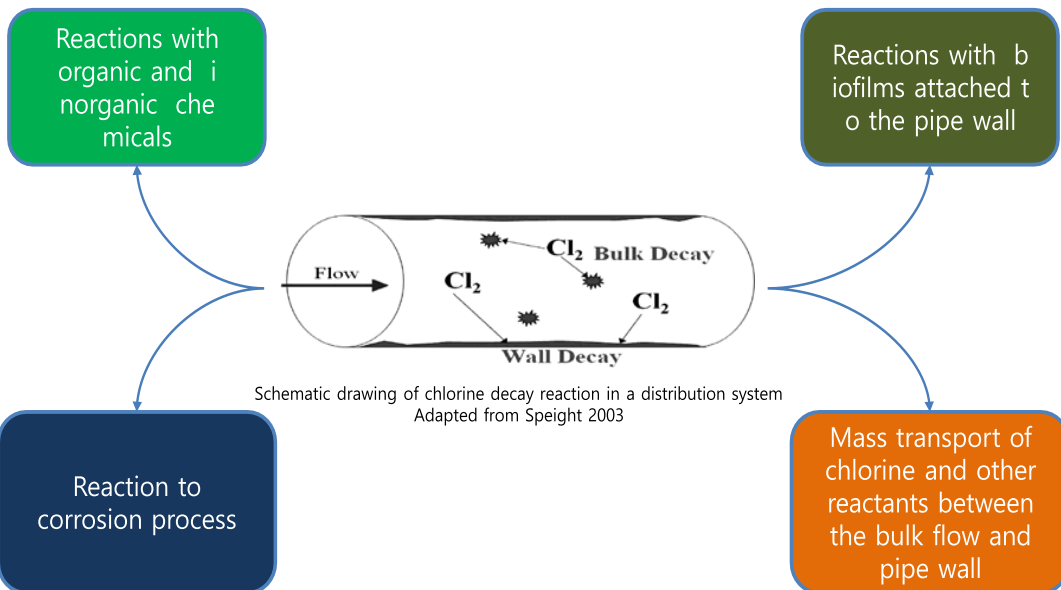 Reactions with
organic and  i
norganic  che
micals
Reactions with  b
iofilms attached t
o the pipe wall
Flow
Cl₂
Cl₂
Bulk Decay
Cl₂
Wall Decay
Schematic drawing of chlorine decay reaction in a distribution system
Adapted from Speight 2003
Reaction to
corrosion process
Mass transport of
chlorine and other
reactants between
the bulk flow and
pipe wall